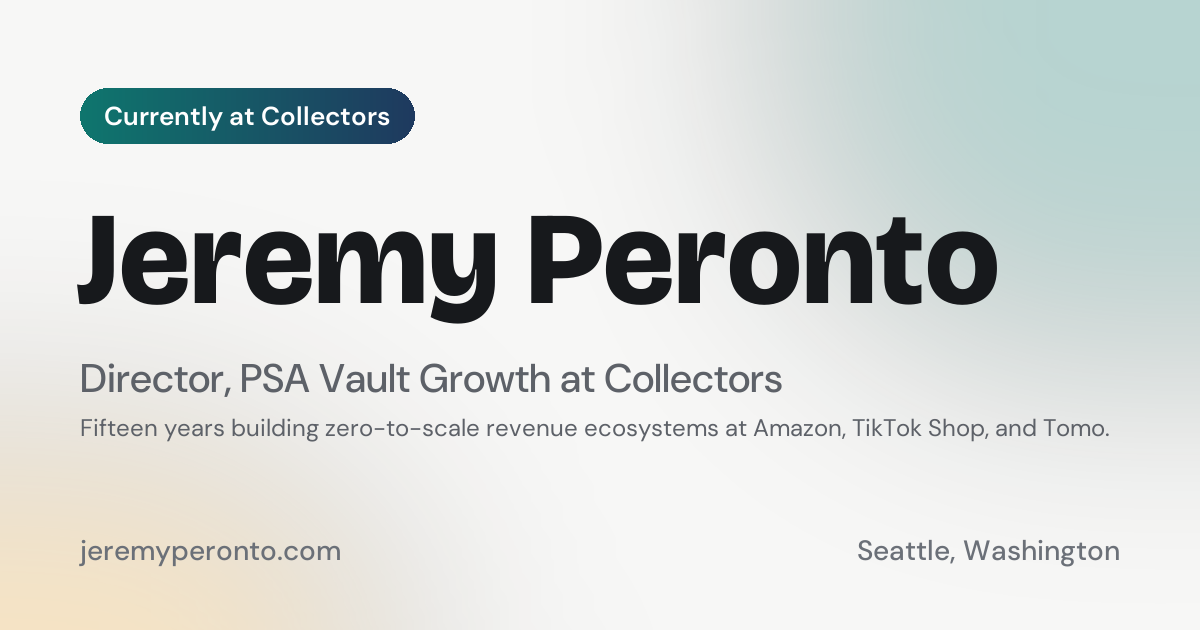 Currently at Collectors
Jeremy Peronto
Director, PSA Vault Growth at Collectors
Fifteen years building zero-to-scale revenue ecosystems at Amazon, TikTok Shop, and Tomo.
jeremyperonto.com
Seattle, Washington